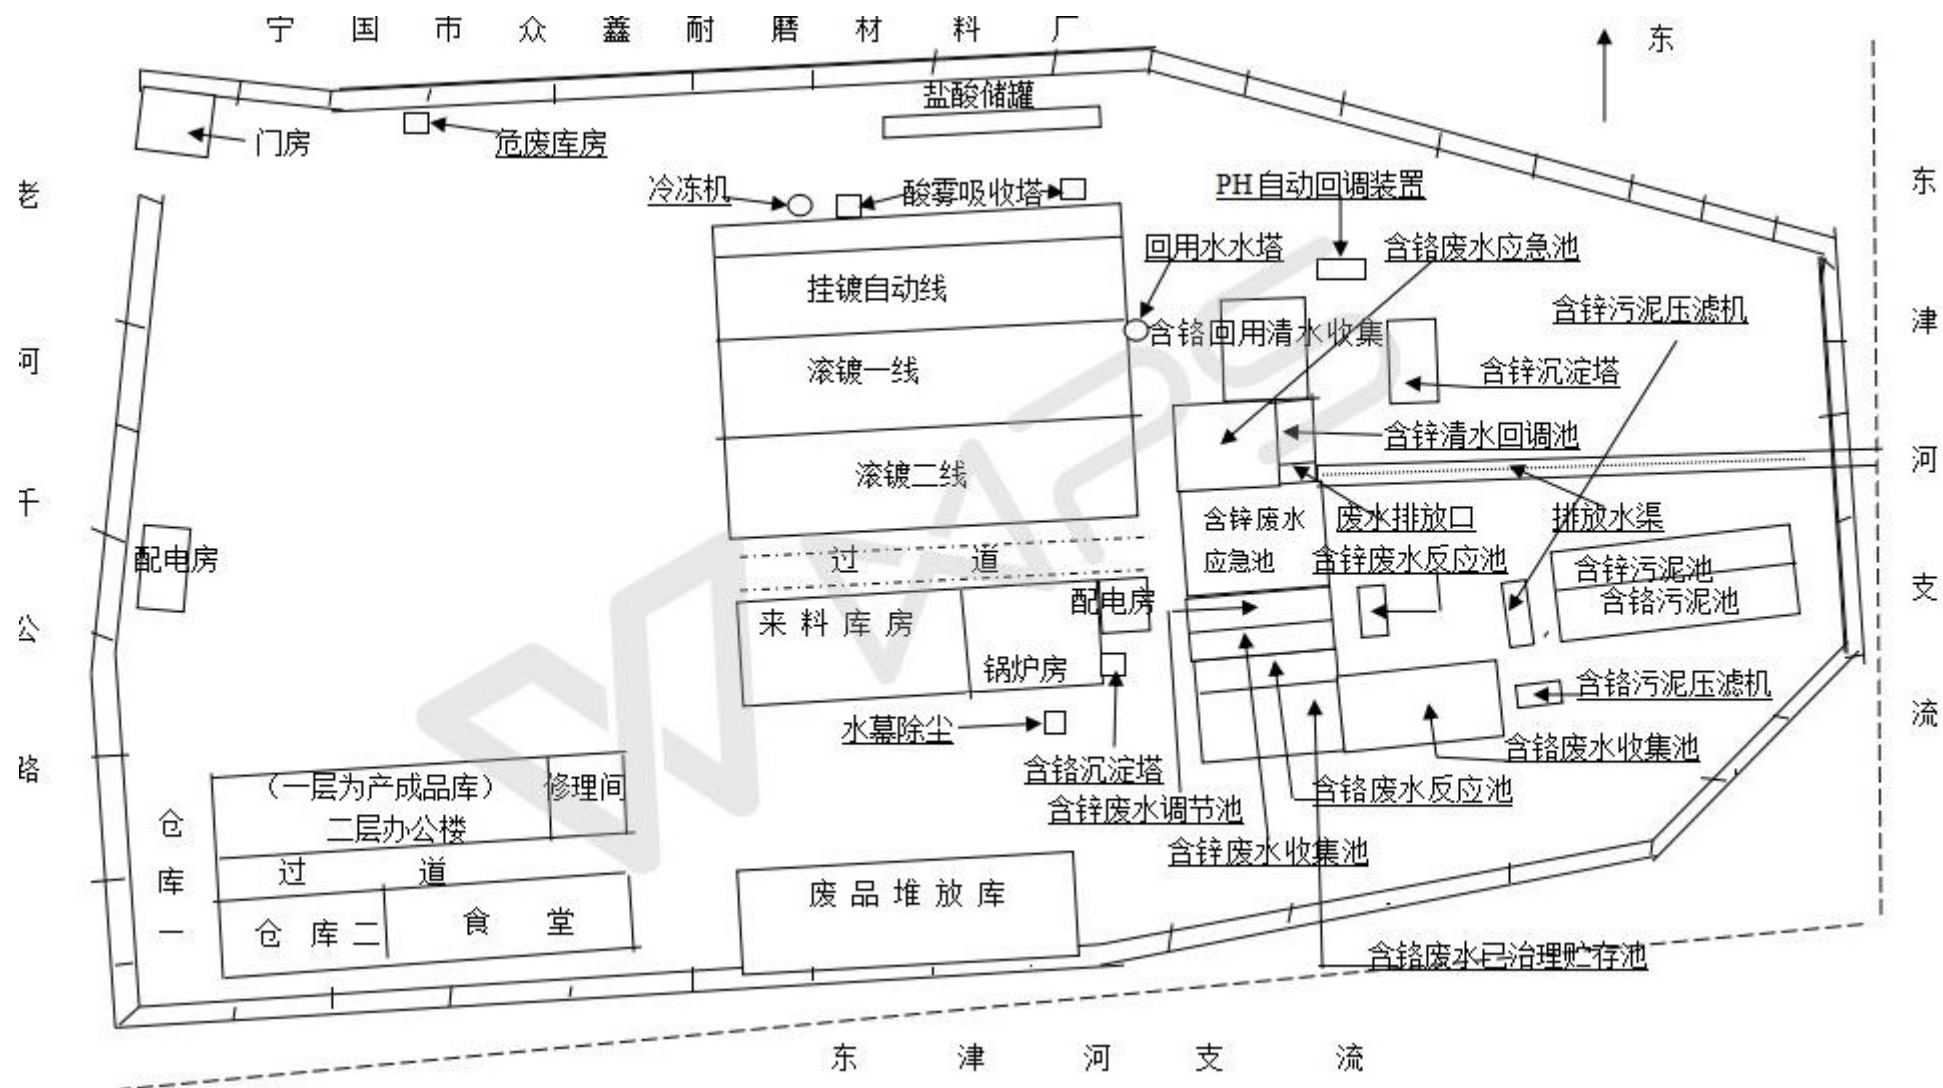 宁国市众鑫耐磨材料厂
东
盐酸储罐
门房
危废库房
冷冻机
酸雾吸收塔
PH自动回调装置
老河千公路
东津河支流
回用水水塔
含铬废水应急池
挂镀自动线
含锌污泥压滤机
含铬回用清水收集
滚镀一线
含锌沉淀塔
含锌清水回调池
滚镀二线
含锌废水
应急池
废水排放口
排放水渠
配电房
过道
含锌废水反应池
含锌污泥池
含铬污泥池
来料库房
配电房
锅炉房
含铬污泥压滤机
水幕除尘
含铬废水收集池
含铬沉淀塔
(一层为产成品库)
二层办公楼
修理间
含铬废水反应池
含锌废水调节池
仓库一
含锌废水收集池
过道
废品堆放库
仓库二
食堂
含铬废水已治理贮存池
东津河支流
WPS